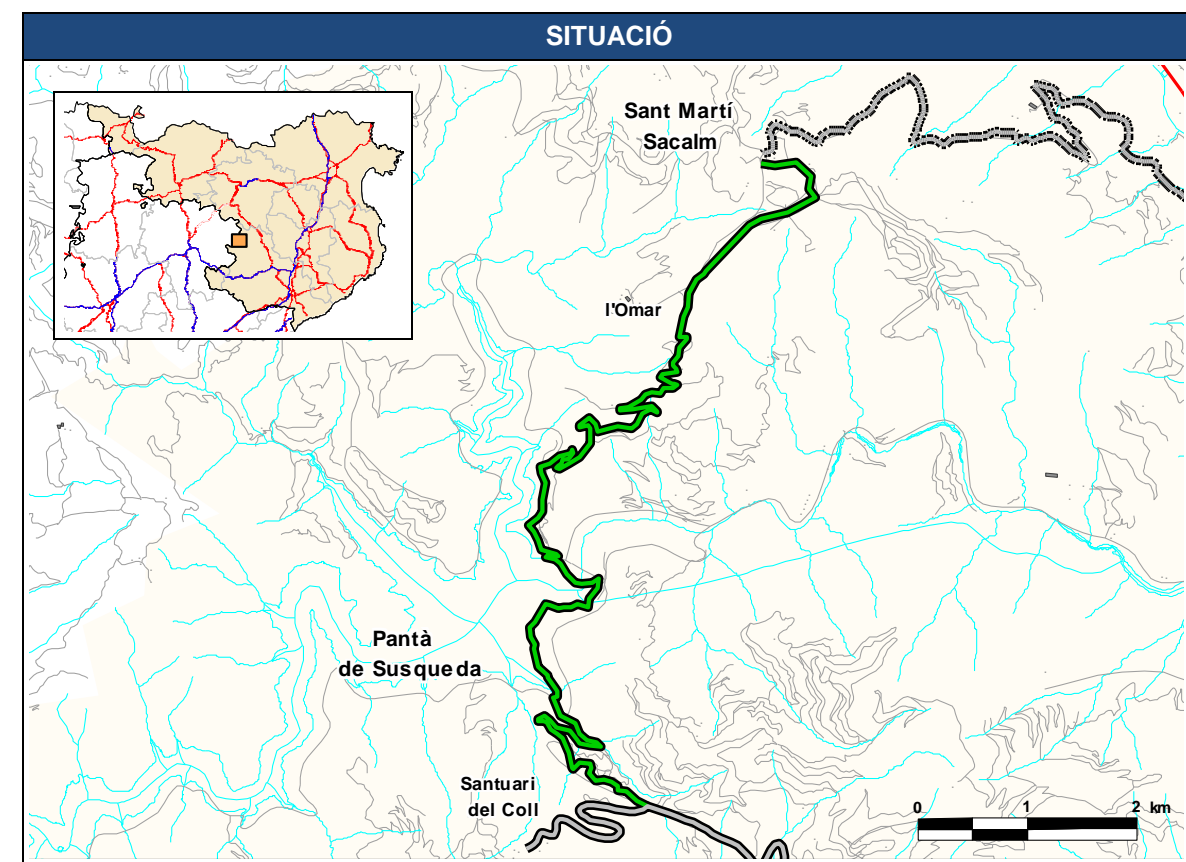 SITUACIÓ
Sant Martí
Sacalm
l'Omar
Pantà
de Susqueda
Santuari
del Coll
0 1 2 km